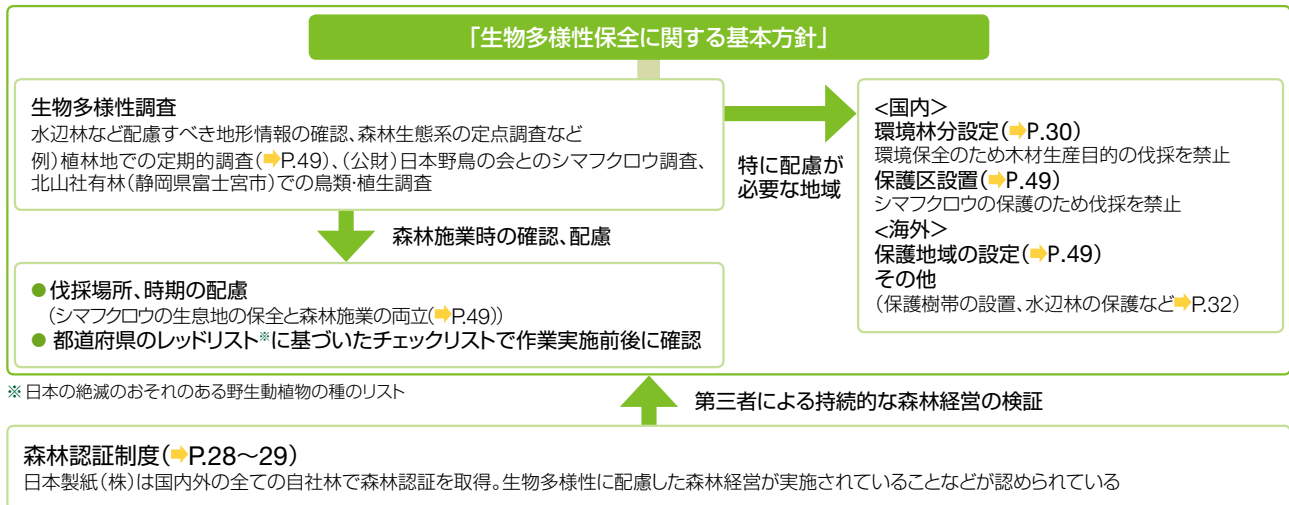 「生物多様性保全に関する基本方針」
生物多様性調査
水辺林など配慮すべき地形情報の確認、森林生態系の定点調査など
例)植林地での定期的調査(➡P.49)、(公財)日本野鳥の会とのシマフクロウ調査、
北山社有林(静岡県富士宮市)での鳥類・植生調査
特に配慮が
必要な地域
<国内>
環境林分設定(➡P.30)
環境保全のため木材生産目的の伐採を禁止
保護区設置(➡P.49)
シマフクロウの保護のため伐採を禁止
<海外>
保護地域の設定(➡P.49)
その他
(保護樹帯の設置、水辺林の保護など➡P.32)
森林施業時の確認、配慮
●伐採場所、時期の配慮
(シマフクロウの生息地の保全と森林施業の両立(➡P.49))
● 都道府県のレッドリスト※に基づいたチェックリストで作業実施前後に確認
※日本の絶滅のおそれのある野生動植物の種のリスト
第三者による持続的な森林経営の検証
森林認証制度(➡P.28〜29)
日本製紙(株)は国内外の全ての自社林で森林認証を取得。生物多様性に配慮した森林経営が実施されていることなどが認められている